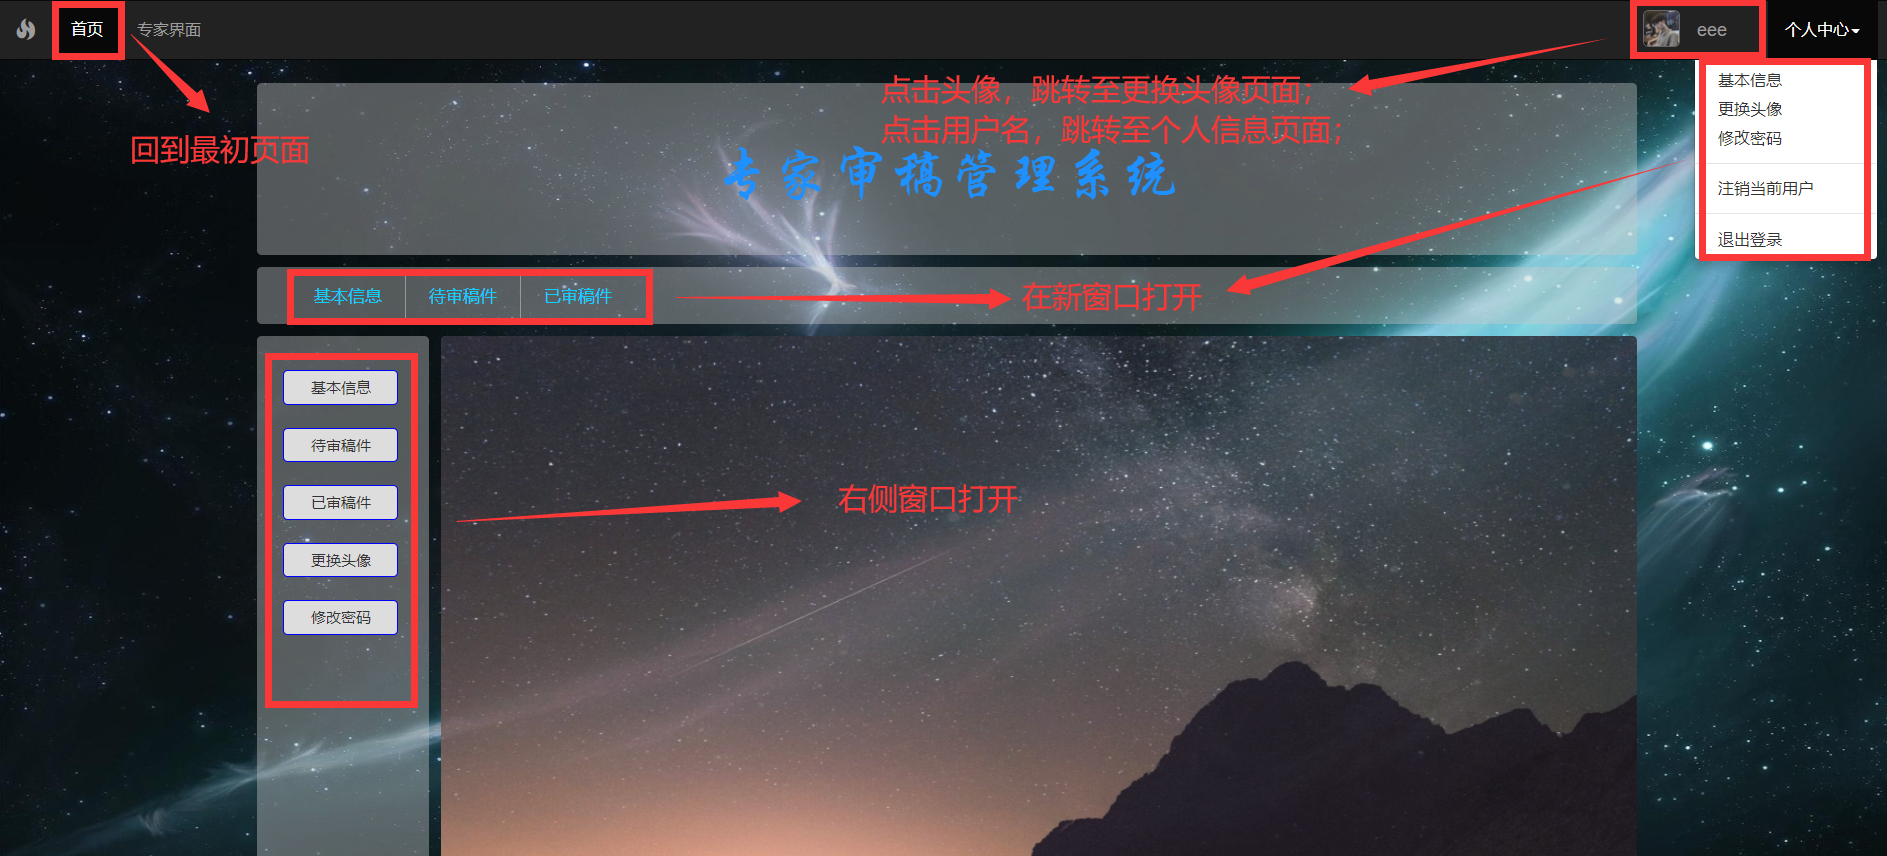 首页
专家界面
eee
个人中心
基本信息
更换头像
修改密码
注销当前用户
退出登录
点击头像，跳转至更换头像页面；
点击用户名，跳转至个人信息页面；
回到最初页面
专家审稿管理系统
基本信息
待审稿件
已审稿件
在新窗口打开
基本信息
待审稿件
已审稿件
更换头像
修改密码
右侧窗口打开